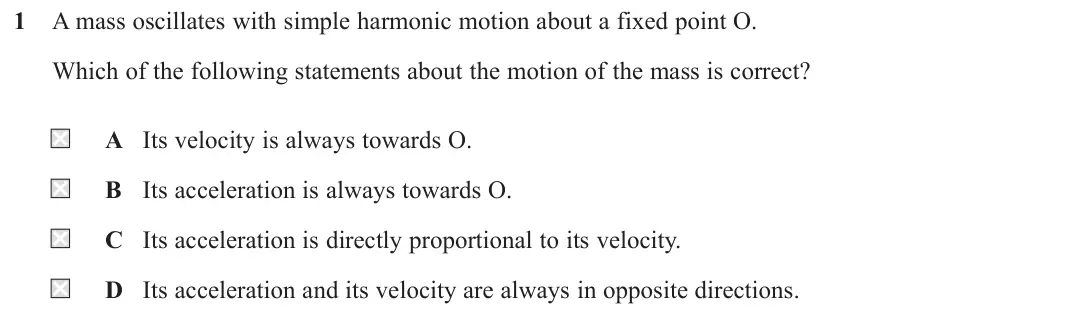 1 A mass oscillates with simple harmonic motion about a fixed point O.
Which of the following statements about the motion of the mass is correct?
A Its velocity is always towards O.
B Its acceleration is always towards O.
C Its acceleration is directly proportional to its velocity.
D Its acceleration and its velocity are always in opposite directions.